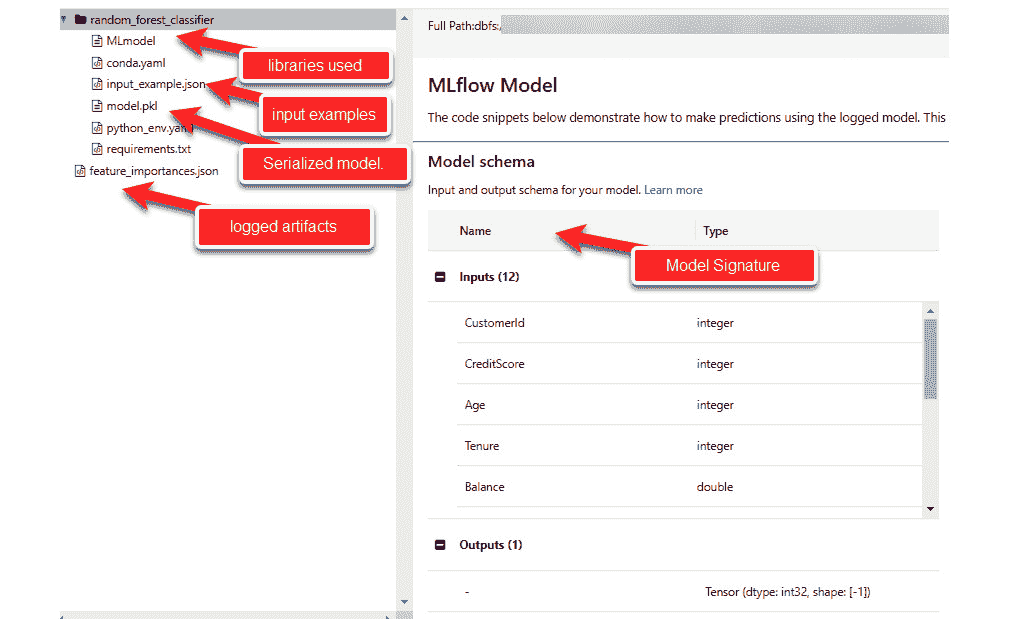 random_forest_classifier
MLmodel
libraries used
conda.yaml
input_example.json
input examples
model.pkl
python_env.yaml
requirements.txt
Serialized model.
feature_importances.json
logged artifacts
Full Path:dbfs:/
MLflow Model
The code snippets below demonstrate how to make predictions using the logged model. This
Model schema
Input and output schema for your model. Learn more
Name Type
Model Signature
Inputs (12)
CustomerId integer
CreditScore integer
Age integer
Tenure integer
Balance double
Outputs (1)
- Tensor (dtype: int32, shape: [-1])